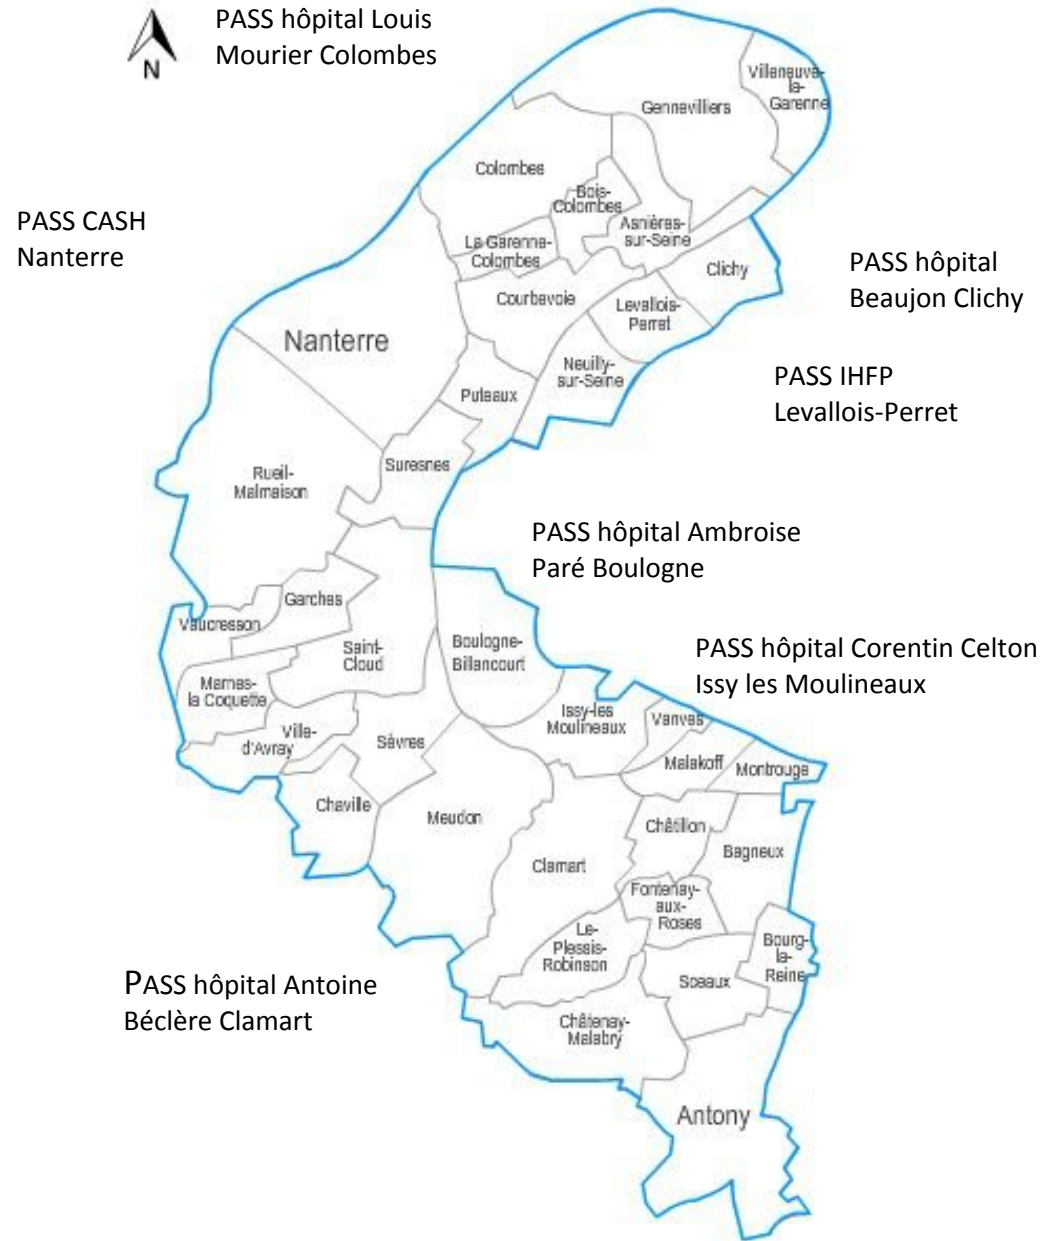 PASS hôpital Louis
Mourier Colombes
N
Villeneuve-
la-
Garenne
Gennevilliers
Colombes
Bois-
Colombes
PASS CASH
Nanterre
Asnières-
sur-Seine
La Garenne-
Colombes
Clichy
PASS hôpital
Beaujon Clichy
Courbevoie
Levallois-
Perret
Nanterre
Neuilly-
sur-Seine
PASS IHFP
Levallois-Perret
Puteaux
Suresnes
Rueil-
Malmaison
PASS hôpital Ambroise
Paré Boulogne
Garches
Vaucresson
Saint-
Cloud
Boulogne-
Billancourt
PASS hôpital Corentin Celton
Issy les Moulineaux
Marnes-
la Coquette
Issy-les
Moulineaux
Vanves
Ville-
d'Avray
Sèvres
Malakoff
Montrouge
Chaville
Meudon
Châtillon
Bagneux
Clamart
Fontenay-
aux-
Roses
Le-
Plessis-
Robinson
Bourg-
la-
Reine
PASS hôpital Antoine
Béclère Clamart
Sceaux
Châtenay-
Malabry
Antony